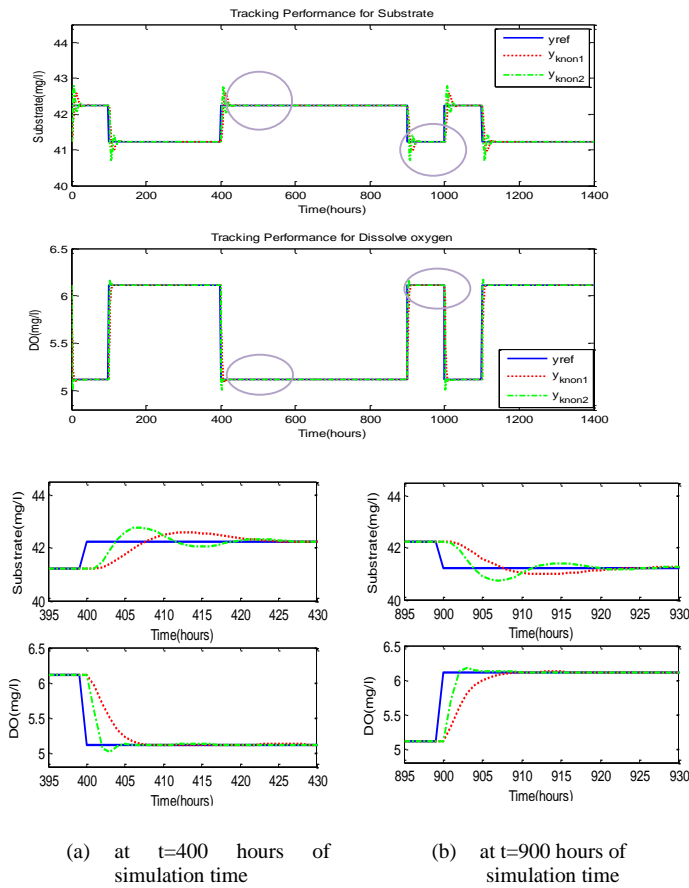 Tracking Performance for Substrate
44
43
42
41
40
Substrate(mg/l)
yref
y_knon1
y_knon2
0 200 400 600 800 1000 1200 1400
Time(hours)
Tracking Performance for Dissolve oxygen
6.5
6
5.5
5
DO(mg/l)
yref
y_knon1
y_knon2
0 200 400 600 800 1000 1200 1400
Time(hours)
44
42
40
Substrate(mg/l)
395 400 405 410 415 420 425 430
Time(hours)
6.5
6
5.5
5
DO(mg/l)
395 400 405 410 415 420 425 430
Time(hours)
44
42
40
Substrate(mg/l)
895 900 905 910 915 920 925 930
Time(hours)
6.5
6
5.5
5
DO(mg/l)
895 900 905 910 915 920 925 930
Time(hours)
(a) at t=400 hours of
simulation time
(b) at t=900 hours of
simulation time